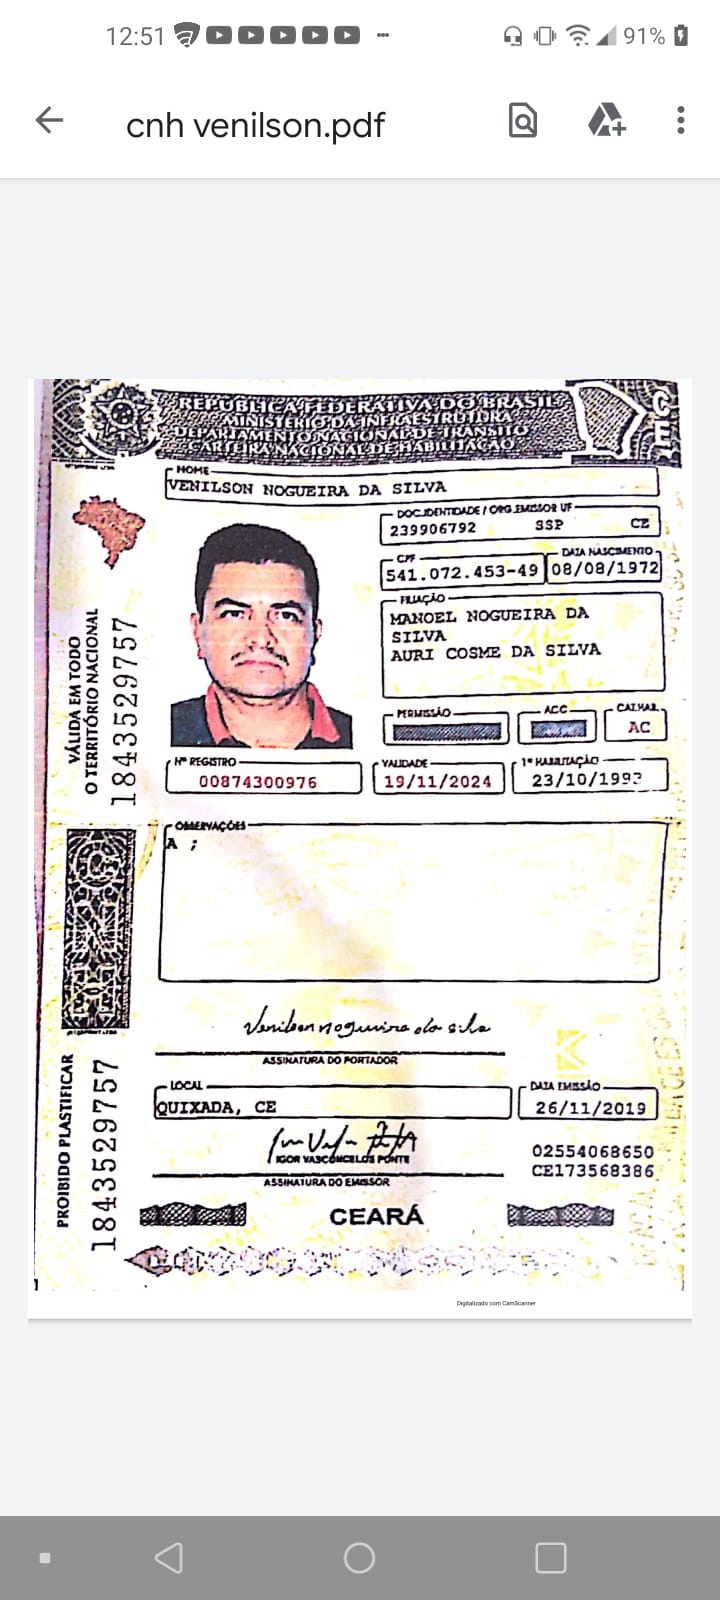 12:51 91%
cnh venilson.pdf
REPÚBLICA FEDERATIVA DO BRASIL
MINISTÉRIO DA INFRAESTRUTURA
DEPARTAMENTO NACIONAL DE TRÂNSITO
CARTEIRA NACIONAL DE HABILITAÇÃO
CE
NOME
VENILSON NOGUEIRA DA SILVA
DOC.IDENTIDADE / ORG.EMISSOR UF
239906792 SSP CE
CPF
DATA NASCIMENTO
541.072.453-49
08/08/1972
FILIAÇÃO
MANOEL NOGUEIRA DA
SILVA
AURI COSME DA SILVA
PERMISSÃO
ACC
CAT.HAB.
AC
Nº REGISTRO
VALIDADE
1ª HABILITAÇÃO
00874300976
19/11/2024
23/10/1993
VÁLIDA EM TODO
O TERRITÓRIO NACIONAL
1843529757
OBSERVAÇÕES
A ;
Venilson Nogueira da Silva
ASSINATURA DO PORTADOR
LOCAL
QUIXADA, CE
DATA EMISSÃO
26/11/2019
IGOR VASCONCELOS PONTE
ASSINATURA DO EMISSOR
02554068650
CE173568386
PROIBIDO PLASTIFICAR
1843529757
CEARÁ
Digitalizado com CamScanner